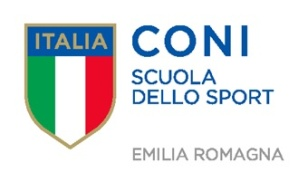 ITALIA
CONI
SCUOLA
DELLO SPORT
EMILIA ROMAGNA